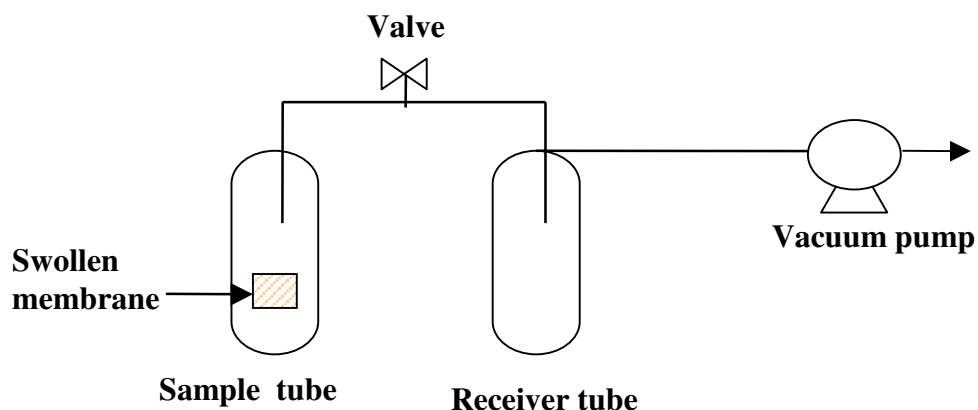 Valve
Vacuum pump
Swollen
membrane
Sample tube
Receiver tube